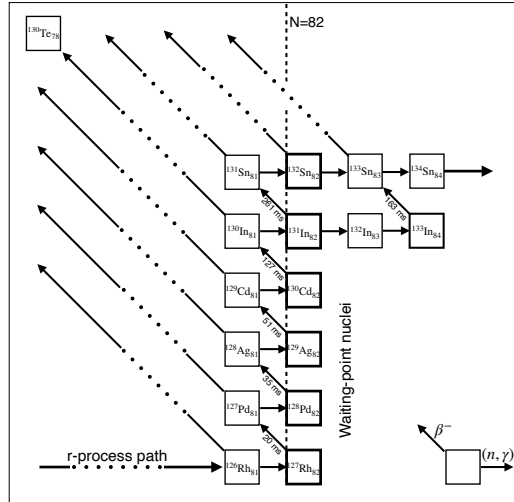 N=82
¹³⁰Te₇₈
¹³¹Sn₈₁ ¹³²Sn₈₂ ¹³³Sn₈₃ ¹³⁴Sn₈₄
261 ms 163 ms
¹³⁰In₈₁ ¹³¹In₈₂ ¹³²In₈₃ ¹³³In₈₄
127 ms
¹²⁹Cd₈₁ ¹³⁰Cd₈₂
51 ms
¹²⁸Ag₈₁ ¹²⁹Ag₈₂
35 ms
¹²⁷Pd₈₁ ¹²⁸Pd₈₂
20 ms
¹²⁶Rh₈₁ ¹²⁷Rh₈₂
Waiting-point nuclei
r-process path
β⁻
(n, γ)